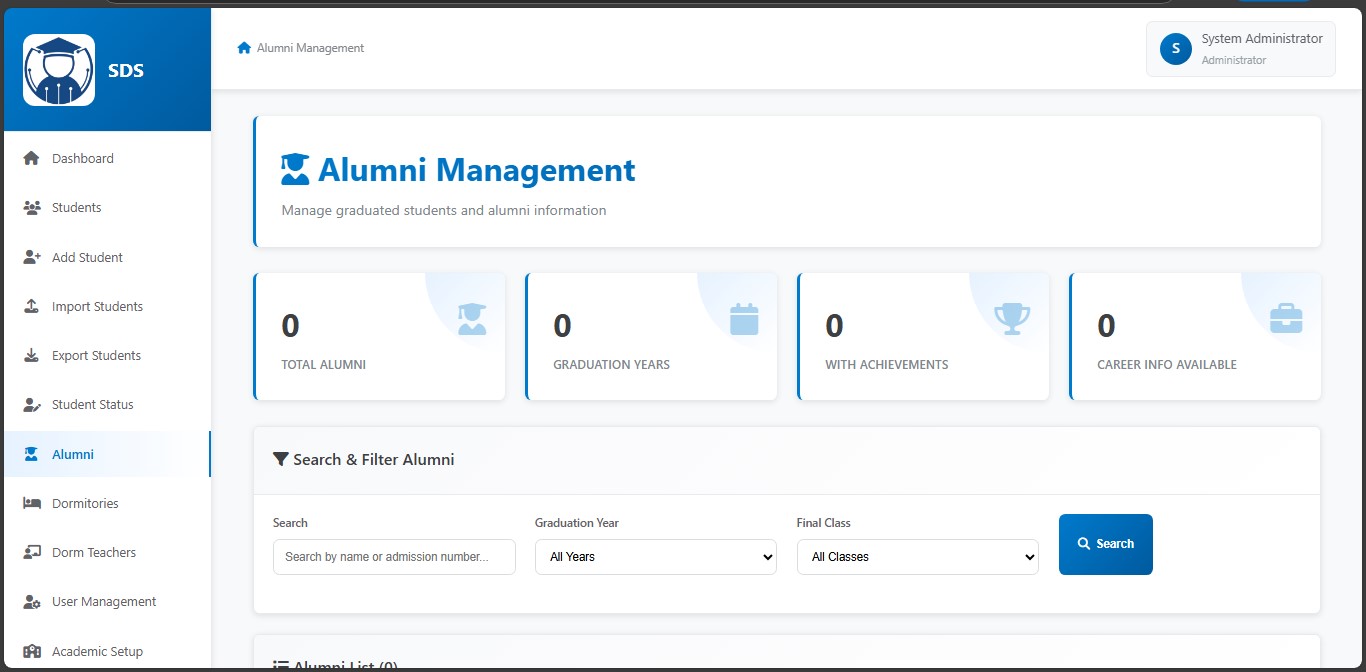 SDS
Dashboard
Students
Add Student
Import Students
Export Students
Student Status
Alumni
Dormitories
Dorm Teachers
User Management
Academic Setup
Alumni Management
S
System Administrator
Administrator
Alumni Management
Manage graduated students and alumni information
0
TOTAL ALUMNI
0
GRADUATION YEARS
0
WITH ACHIEVEMENTS
0
CAREER INFO AVAILABLE
Search & Filter Alumni
Search
Search by name or admission number...
Graduation Year
All Years
Final Class
All Classes
Search
Alumni List (0)